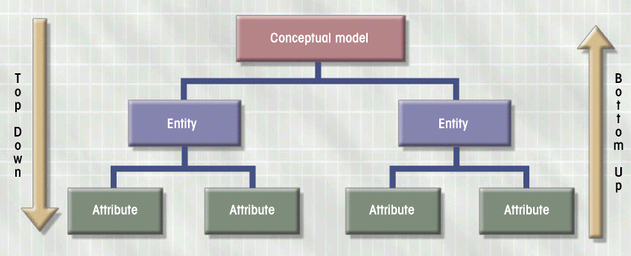 Conceptual model
Top Down
Bottom Up
Entity
Entity
Attribute
Attribute
Attribute
Attribute